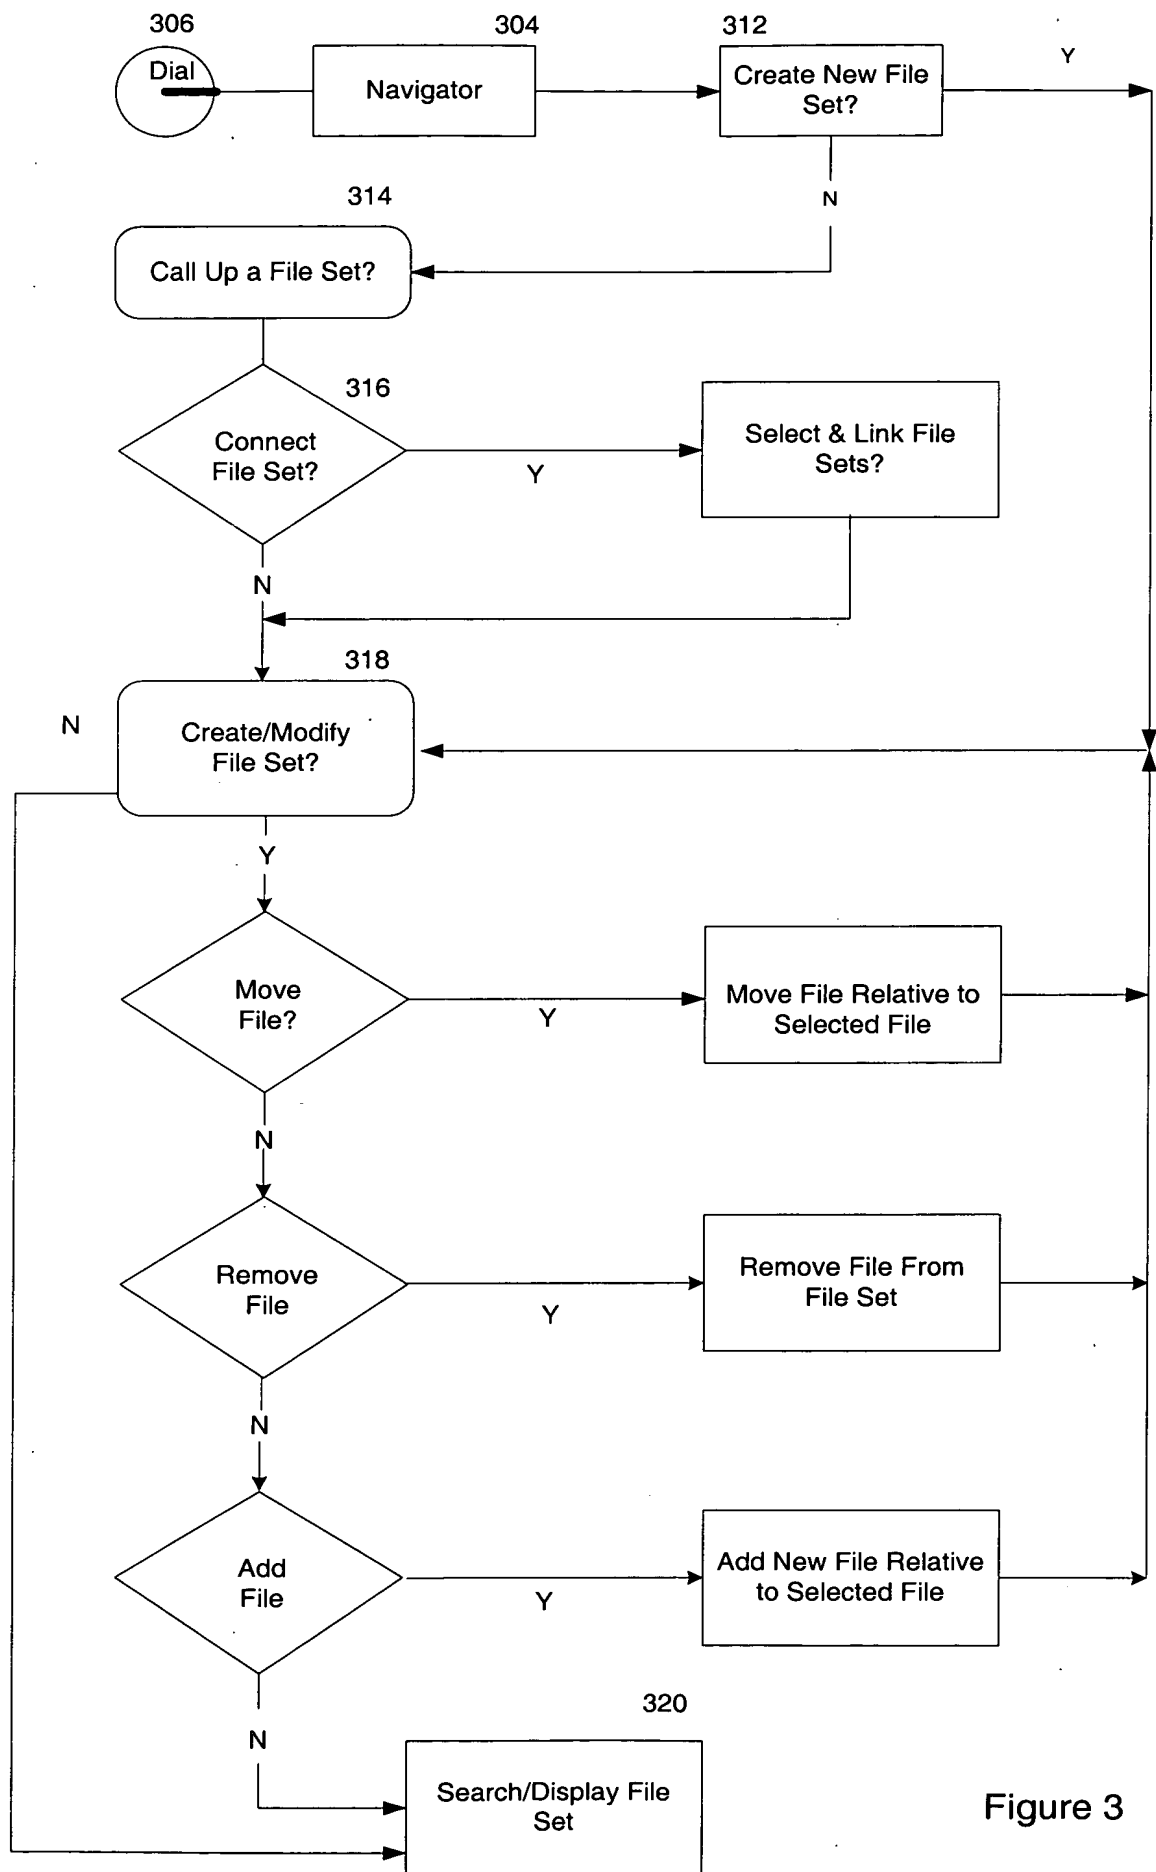 306
304
312
Y
Dial
Navigator
Create New File
Set?
N
314
Call Up a File Set?
316
Connect
File Set?
Y
Select & Link File
Sets?
N
318
N
Create/Modify
File Set?
Y
Move
File?
Y
Move File Relative to
Selected File
N
Remove
File
Y
Remove File From
File Set
N
Add
File
Y
Add New File Relative
to Selected File
N
320
Search/Display File
Set
Figure 3